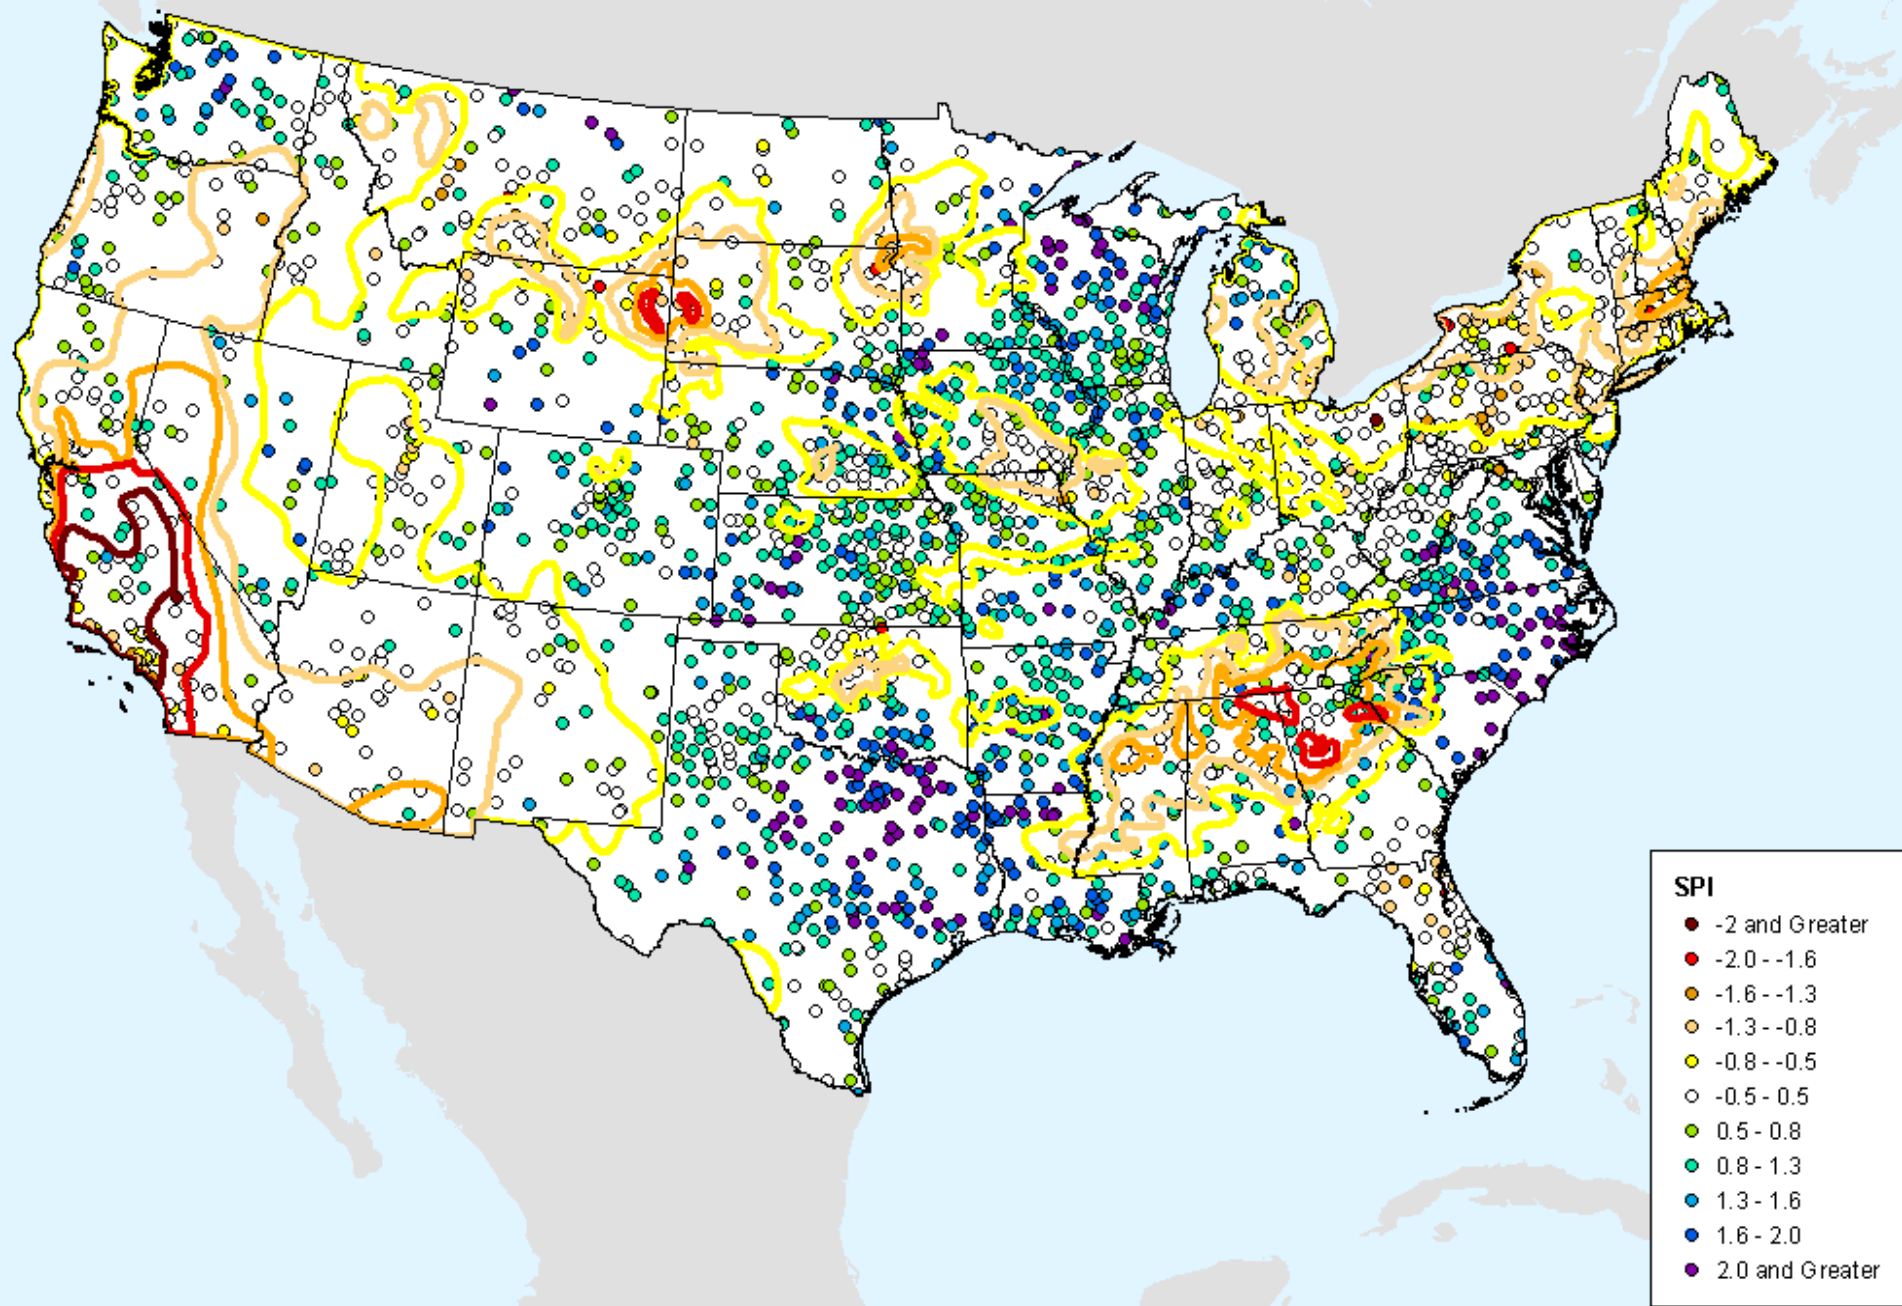 SPI
-2 and Greater
-2.0 - -1.6
-1.6 - -1.3
-1.3 - -0.8
-0.8 - -0.5
-0.5 - 0.5
0.5 - 0.8
0.8 - 1.3
1.3 - 1.6
1.6 - 2.0
2.0 and Greater